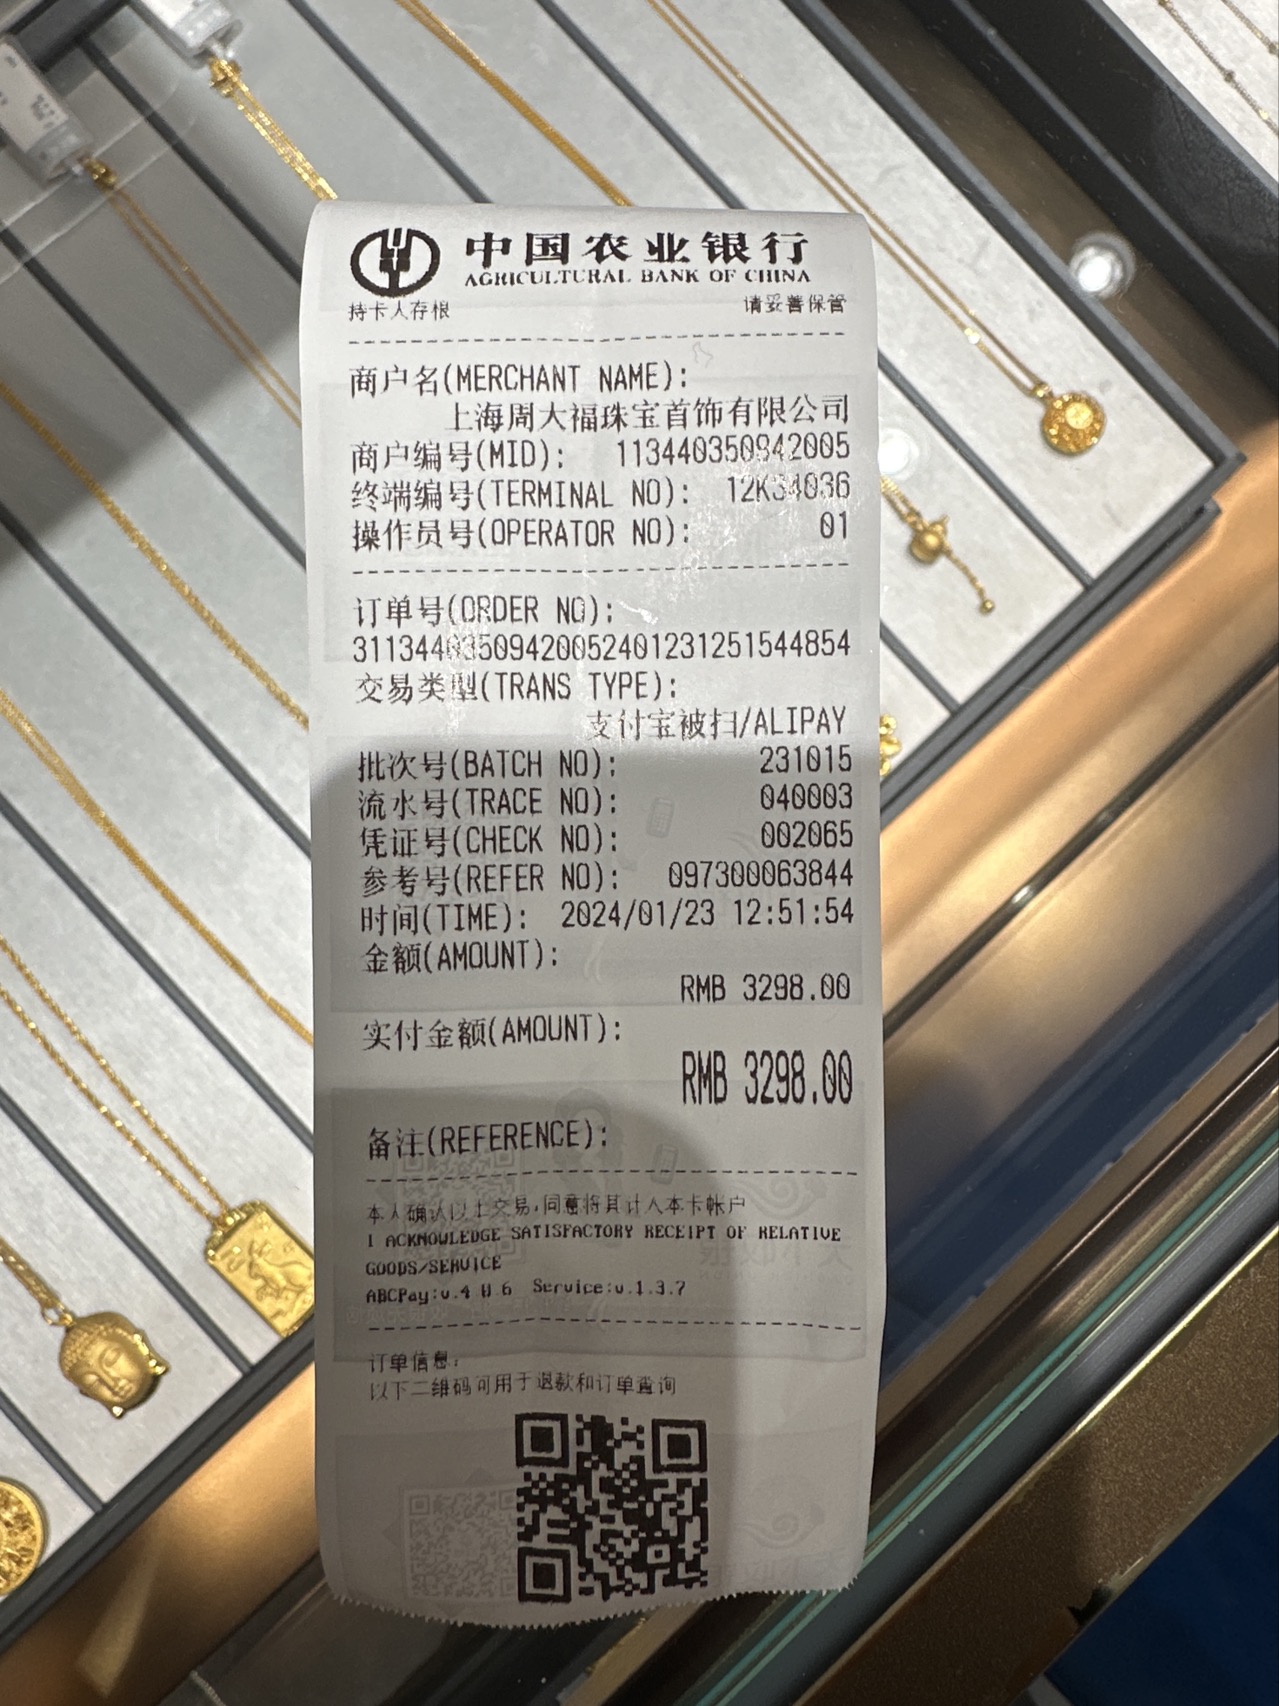 中国农业银行
AGRICULTURAL BANK OF CHINA
持卡人存根 请妥善保管
商户名(MERCHANT NAME):
上海周大福珠宝首饰有限公司
商户编号(MID): 113440350942005
终端编号(TERMINAL NO): 12K34036
操作员号(OPERATOR NO): 01
订单号(ORDER NO):
311344035094200524012312515448​54
交易类型(TRANS TYPE):
支付宝被扫/ALIPAY
批次号(BATCH NO): 231015
流水号(TRACE NO): 040003
凭证号(CHECK NO): 002065
参考号(REFER NO): 097300063844
时间(TIME): 2024/01/23 12:51:54
金额(AMOUNT):
RMB 3298.00
实付金额(AMOUNT):
RMB 3298.00
备注(REFERENCE):
本人确认以上交易,同意将其计入本卡帐户
I ACKNOWLEDGE SATISFACTORY RECEIPT OF RELATIVE
GOODS/SERVICE
ABCPay:v.4 0.6 Service:v.1.3.7
订单信息:
以下二维码可用于退款和订单查询